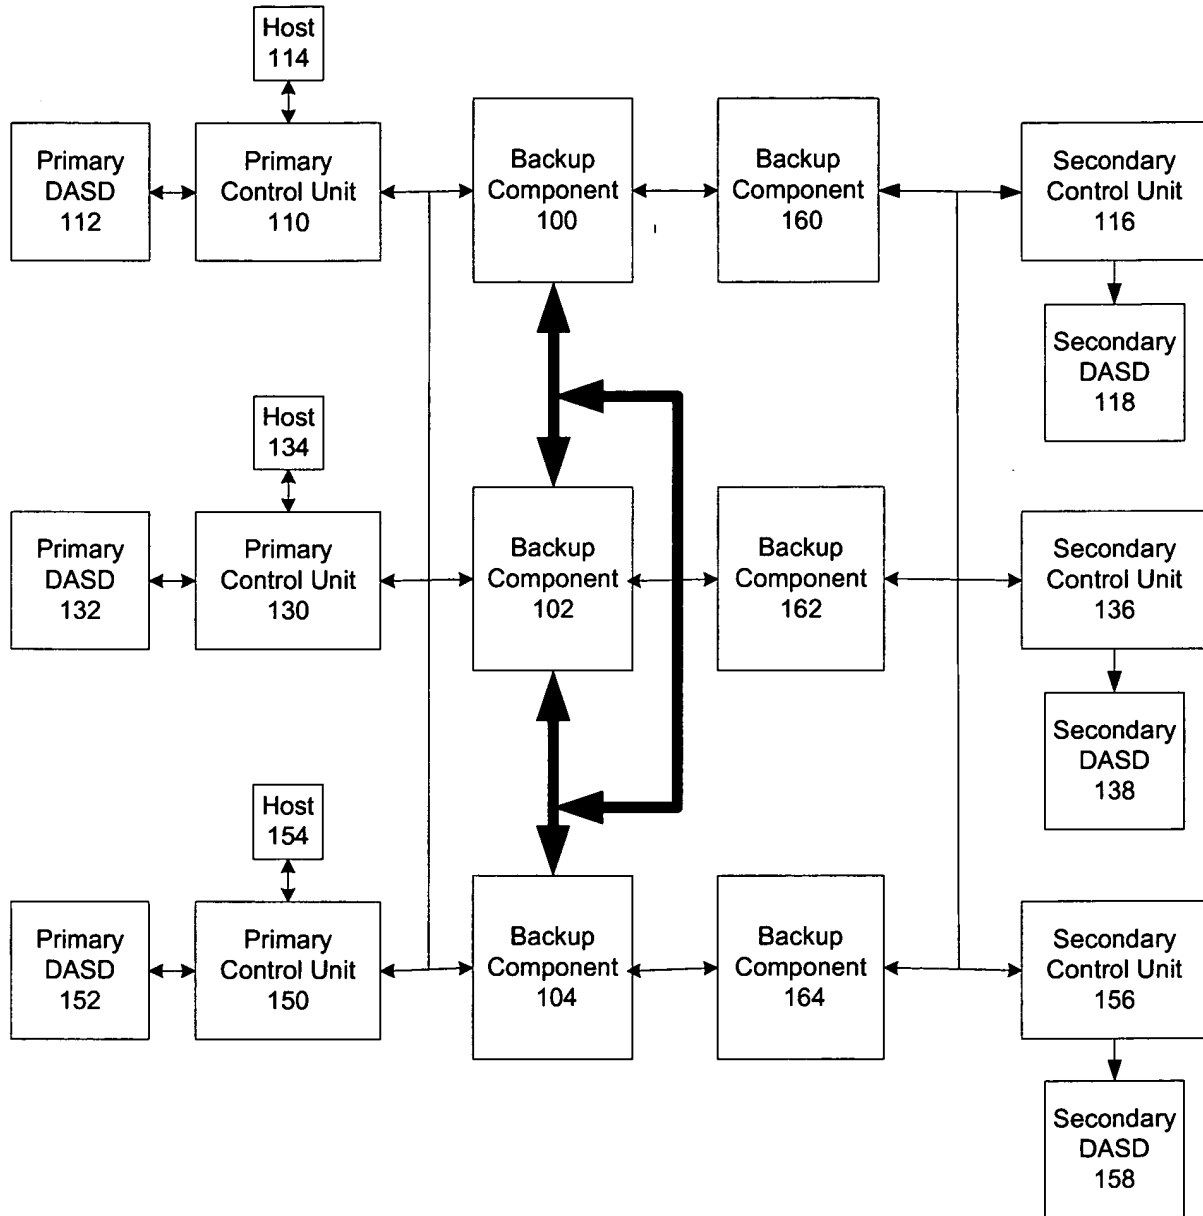 Host
114
Primary
DASD
112
Primary
Control Unit
110
Backup
Component
100
Backup
Component
160
Secondary
Control Unit
116
Secondary
DASD
118
Host
134
Primary
DASD
132
Primary
Control Unit
130
Backup
Component
102
Backup
Component
162
Secondary
Control Unit
136
Secondary
DASD
138
Host
154
Primary
DASD
152
Primary
Control Unit
150
Backup
Component
104
Backup
Component
164
Secondary
Control Unit
156
Secondary
DASD
158